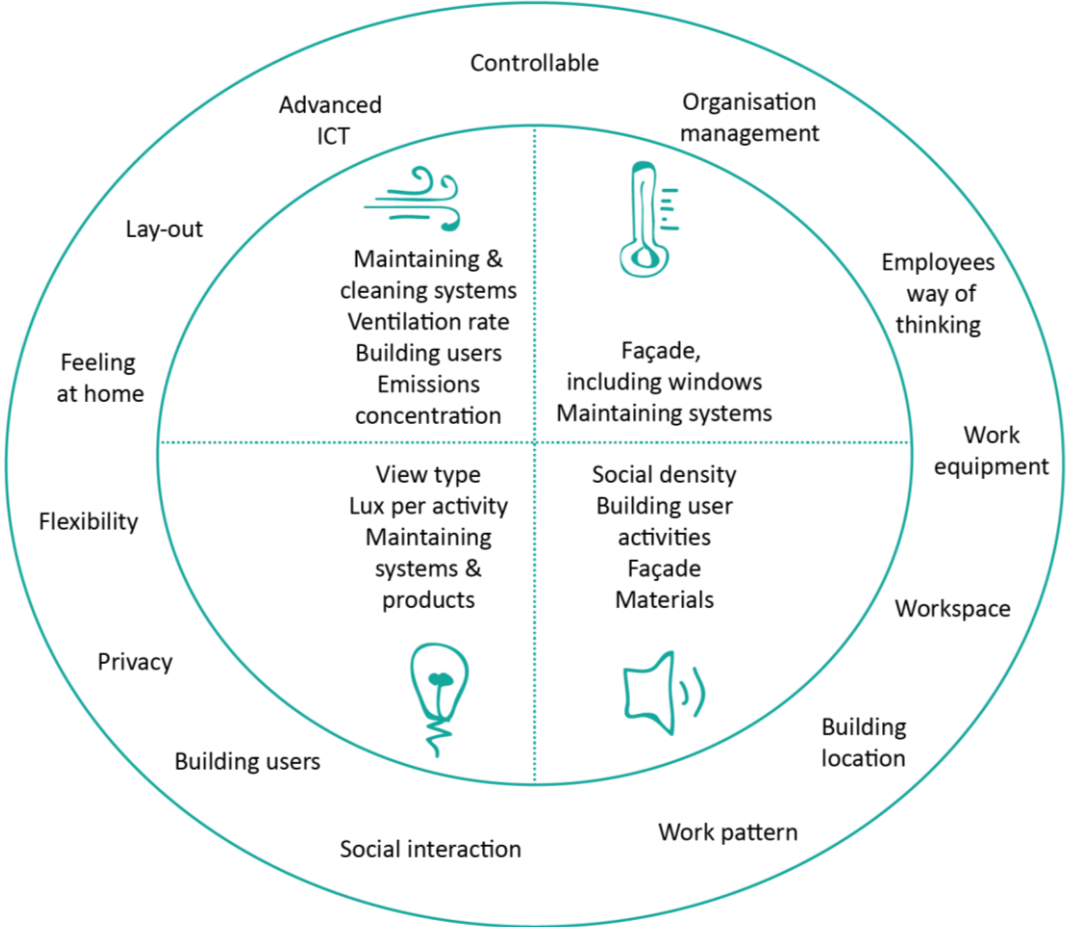 Controllable
Advanced
ICT
Organisation
management
Lay-out
Employees
way of
thinking
Feeling
at home
Work
equipment
Flexibility
Workspace
Privacy
Building
location
Building users
Work pattern
Social interaction
Maintaining &
cleaning systems
Ventilation rate
Building users
Emissions
concentration
Façade,
including windows
Maintaining systems
View type
Lux per activity
Maintaining
systems &
products
Social density
Building user
activities
Façade
Materials